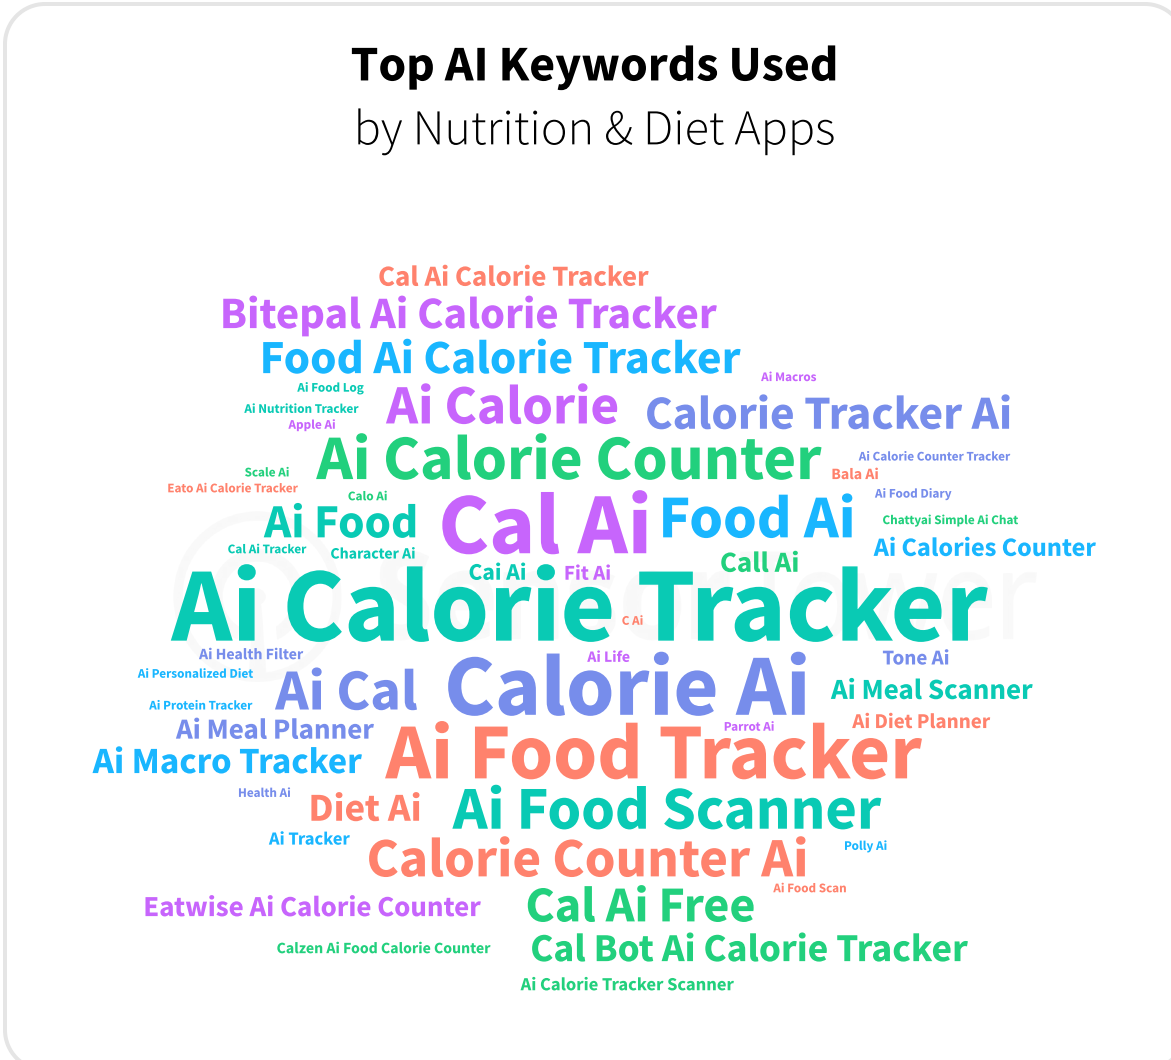 Top AI Keywords Used
by Nutrition & Diet Apps
Cal Ai Calorie Tracker
Bitepal Ai Calorie Tracker
Food Ai Calorie Tracker
Ai Macros
Ai Food Log
Ai Calorie
Calorie Tracker Ai
Ai Nutrition Tracker
Apple Ai
Ai Calorie Counter
Ai Calorie Counter Tracker
Scale Ai
Bala Ai
Eato Ai Calorie Tracker
Calo Ai
Ai Food Diary
Ai Food
Cal Ai
Food Ai
Chattyai Simple Ai Chat
Cal Ai Tracker
Character Ai
Ai Calories Counter
Call Ai
Cai Ai
Fit Ai
Ai Calorie Tracker
C Ai
Ai Health Filter
Ai Life
Tone Ai
Ai Personalized Diet
Ai Cal
Calorie Ai
Ai Meal Scanner
Ai Protein Tracker
Ai Meal Planner
Parrot Ai
Ai Diet Planner
Ai Macro Tracker
Ai Food Tracker
Health Ai
Diet Ai
Ai Food Scanner
Ai Tracker
Calorie Counter Ai
Polly Ai
Ai Food Scan
Eatwise Ai Calorie Counter
Cal Ai Free
Calzen Ai Food Calorie Counter
Cal Bot Ai Calorie Tracker
Ai Calorie Tracker Scanner